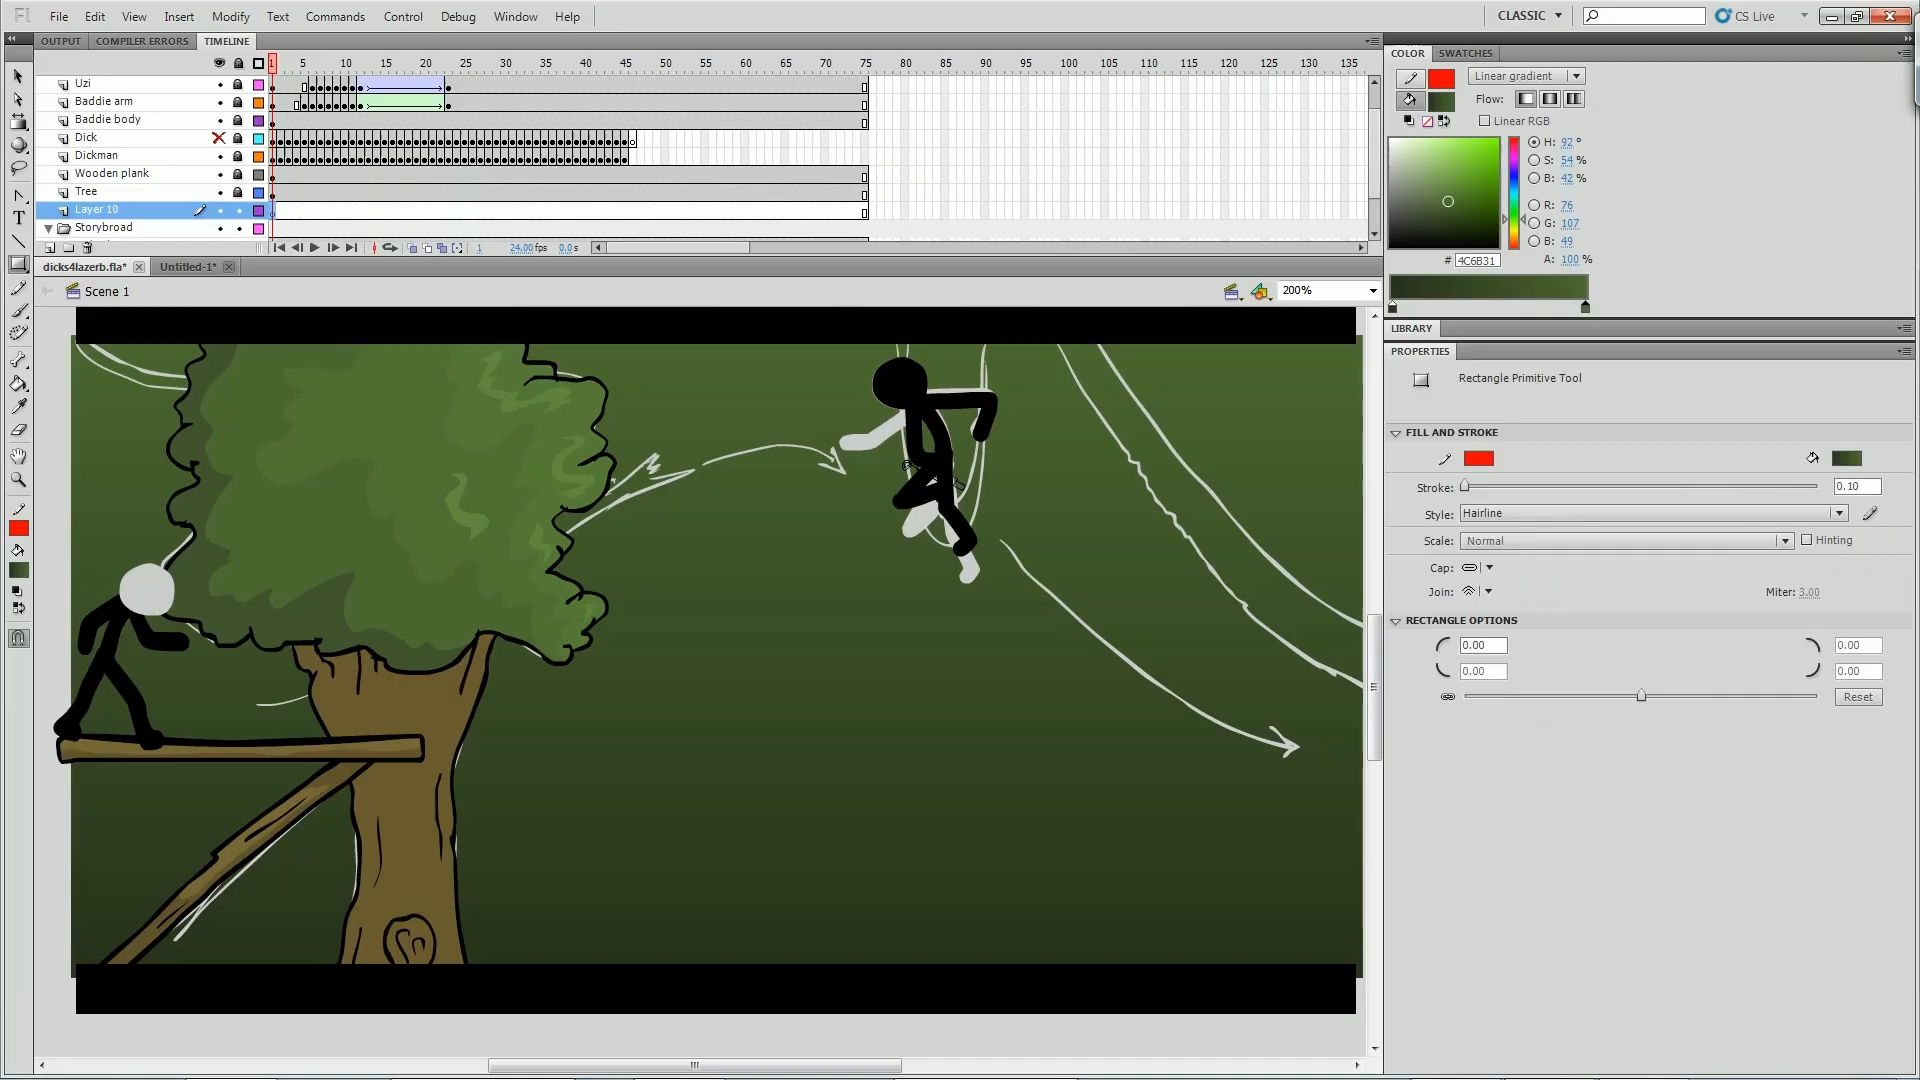 Fl File Edit View Insert Modify Text Commands Control Debug Window Help CLASSIC CS Live
OUTPUT COMPILER ERRORS TIMELINE
1 5 10 15 20 25 30 35 40 45 50 55 60 65 70 75 80 85 90 95 100 105 110 115 120 125 130 135
Uzi
Baddie arm
Baddie body
Dick
Dickman
Wooden plank
Tree
Layer 10
Storybroad
1 24.00 fps 0.0 s
dicks4lazerb.fla* Untitled-1*
Scene 1 200%
COLOR SWATCHES
Linear gradient
Flow:
Linear RGB
H: 92 °
S: 54 %
B: 42 %
R: 76
G: 107
B: 49
# 4C6B31 A: 100 %
LIBRARY
PROPERTIES
Rectangle Primitive Tool
FILL AND STROKE
Stroke: 0.10
Style: Hairline
Scale: Normal Hinting
Cap:
Join: Miter: 3.00
RECTANGLE OPTIONS
0.00 0.00
0.00 0.00
Reset